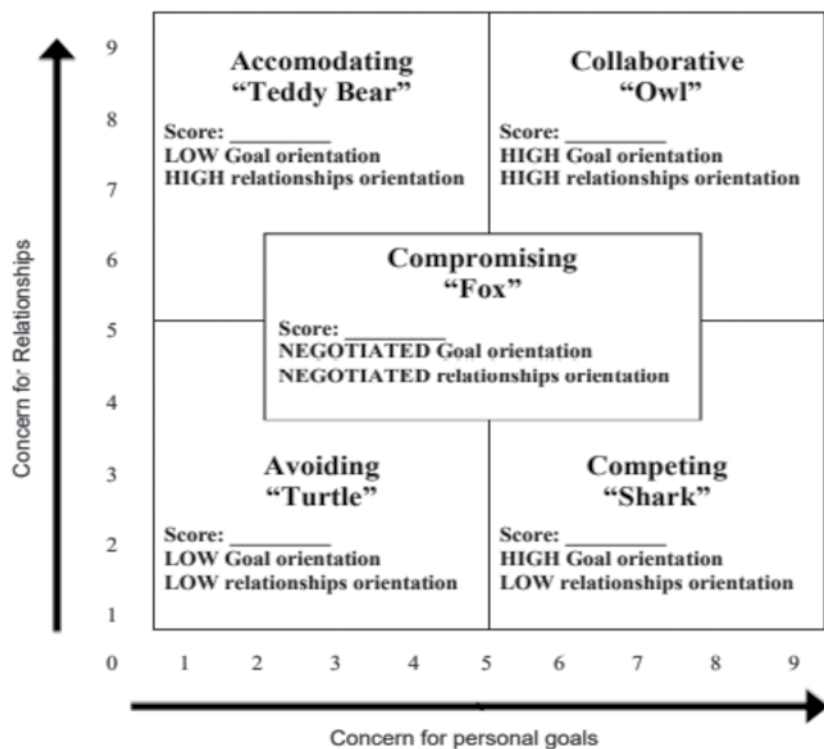 Concern for Relationships
9
8
7
6
5
4
3
2
1
0
Accomodating
“Teddy Bear”
Score: __________
LOW Goal orientation
HIGH relationships orientation
Collaborative
“Owl”
Score: __________
HIGH Goal orientation
HIGH relationships orientation
Compromising
“Fox”
Score: __________
NEGOTIATED Goal orientation
NEGOTIATED relationships orientation
Avoiding
“Turtle”
Score: __________
LOW Goal orientation
LOW relationships orientation
Competing
“Shark”
Score: __________
HIGH Goal orientation
LOW relationships orientation
1 2 3 4 5 6 7 8 9
Concern for personal goals